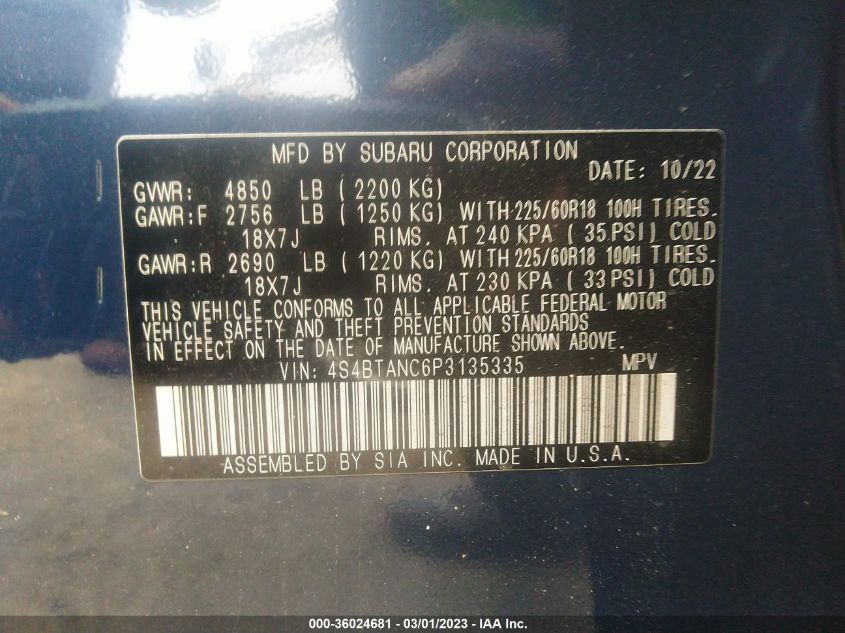 MFD BY SUBARU CORPORATION
DATE: 10/22
GVWR: 4850 LB (2200 KG)
GAWR:F 2756 LB (1250 KG) WITH 225/60R18 100H TIRES.
18X7J RIMS. AT 240 KPA (35 PSI) COLD
GAWR:R 2690 LB (1220 KG) WITH 225/60R18 100H TIRES.
18X7J RIMS. AT 230 KPA (33 PSI) COLD
THIS VEHICLE CONFORMS TO ALL APPLICABLE FEDERAL MOTOR
VEHICLE SAFETY AND THEFT PREVENTION STANDARDS
IN EFFECT ON THE DATE OF MANUFACTURE SHOWN ABOVE.
VIN: 4S4BTANC6P3135335 MPV
ASSEMBLED BY SIA INC. MADE IN U.S.A.
000-36024681 - 03/01/2023 - IAA Inc.